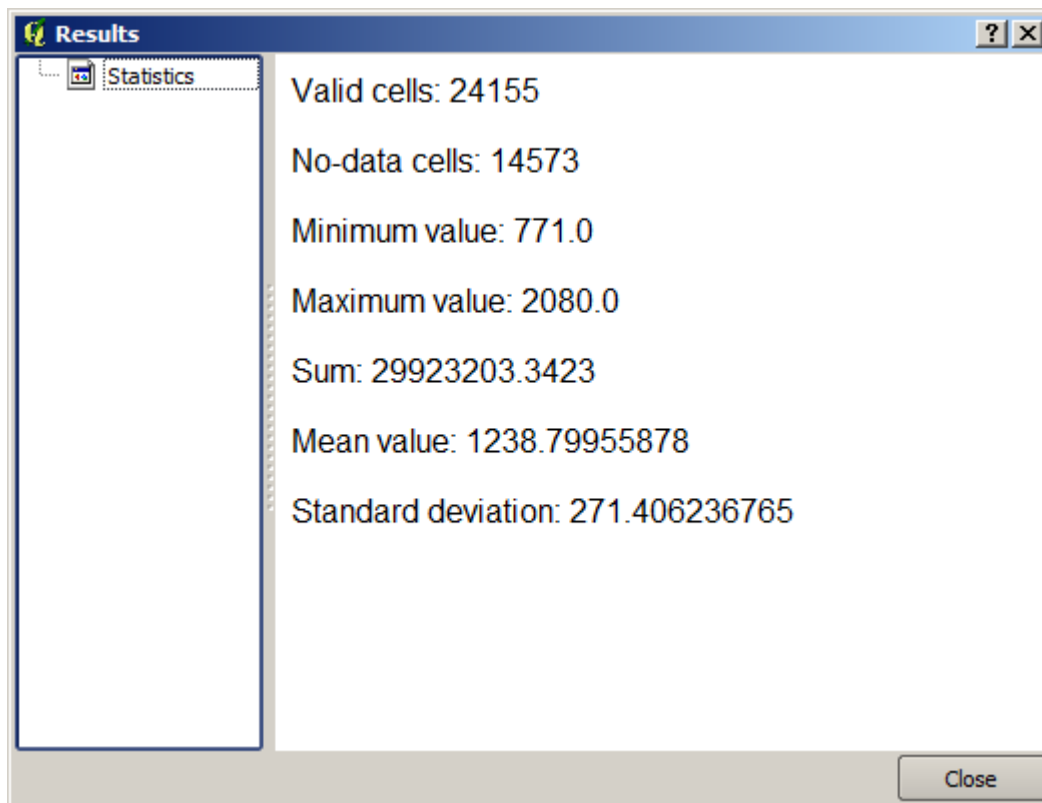 Results
Statistics
Valid cells: 24155
No-data cells: 14573
Minimum value: 771.0
Maximum value: 2080.0
Sum: 29923203.3423
Mean value: 1238.79955878
Standard deviation: 271.406236765
Close